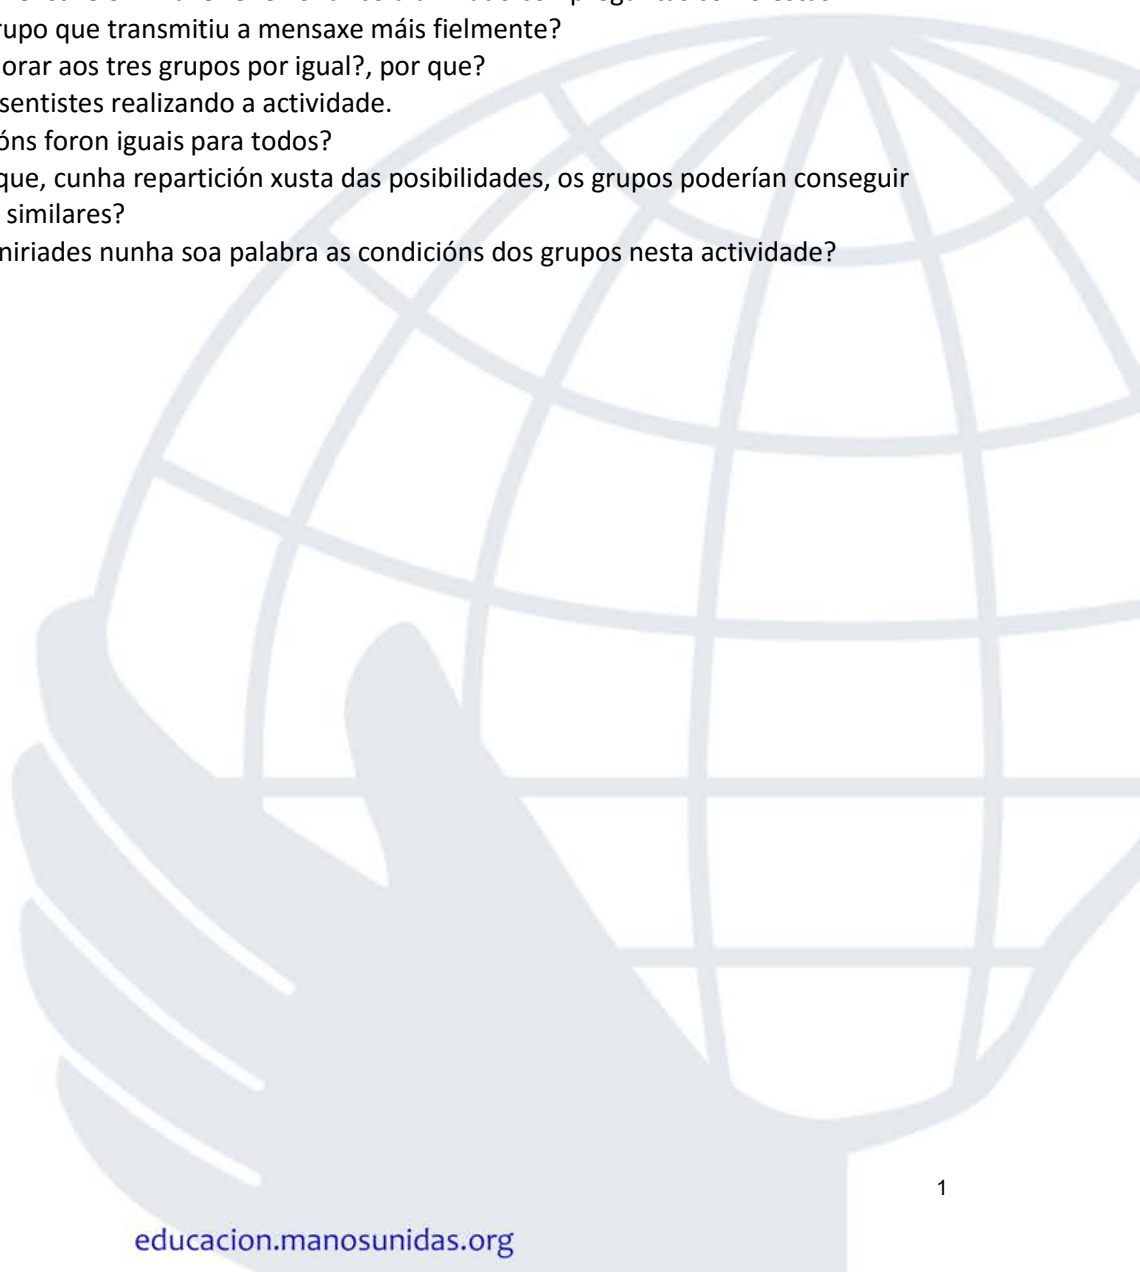 rupo que transmitiu a mensaxe máis fielmente?
orar aos tres grupos por igual?, por que?
sentistes realizando a actividade.
óns foron iguais para todos?
que, cunha repartición xusta das posibilidades, os grupos poderían conseguir
similares?
niriades nunha soa palabra as condicións dos grupos nesta actividade?
1
educacion.manosunidas.org